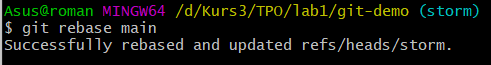 Asus@roman MINGW64 /d/Kurs3/TPO/lab1/git-demo (storm)
$ git rebase main
Successfully rebased and updated refs/heads/storm.